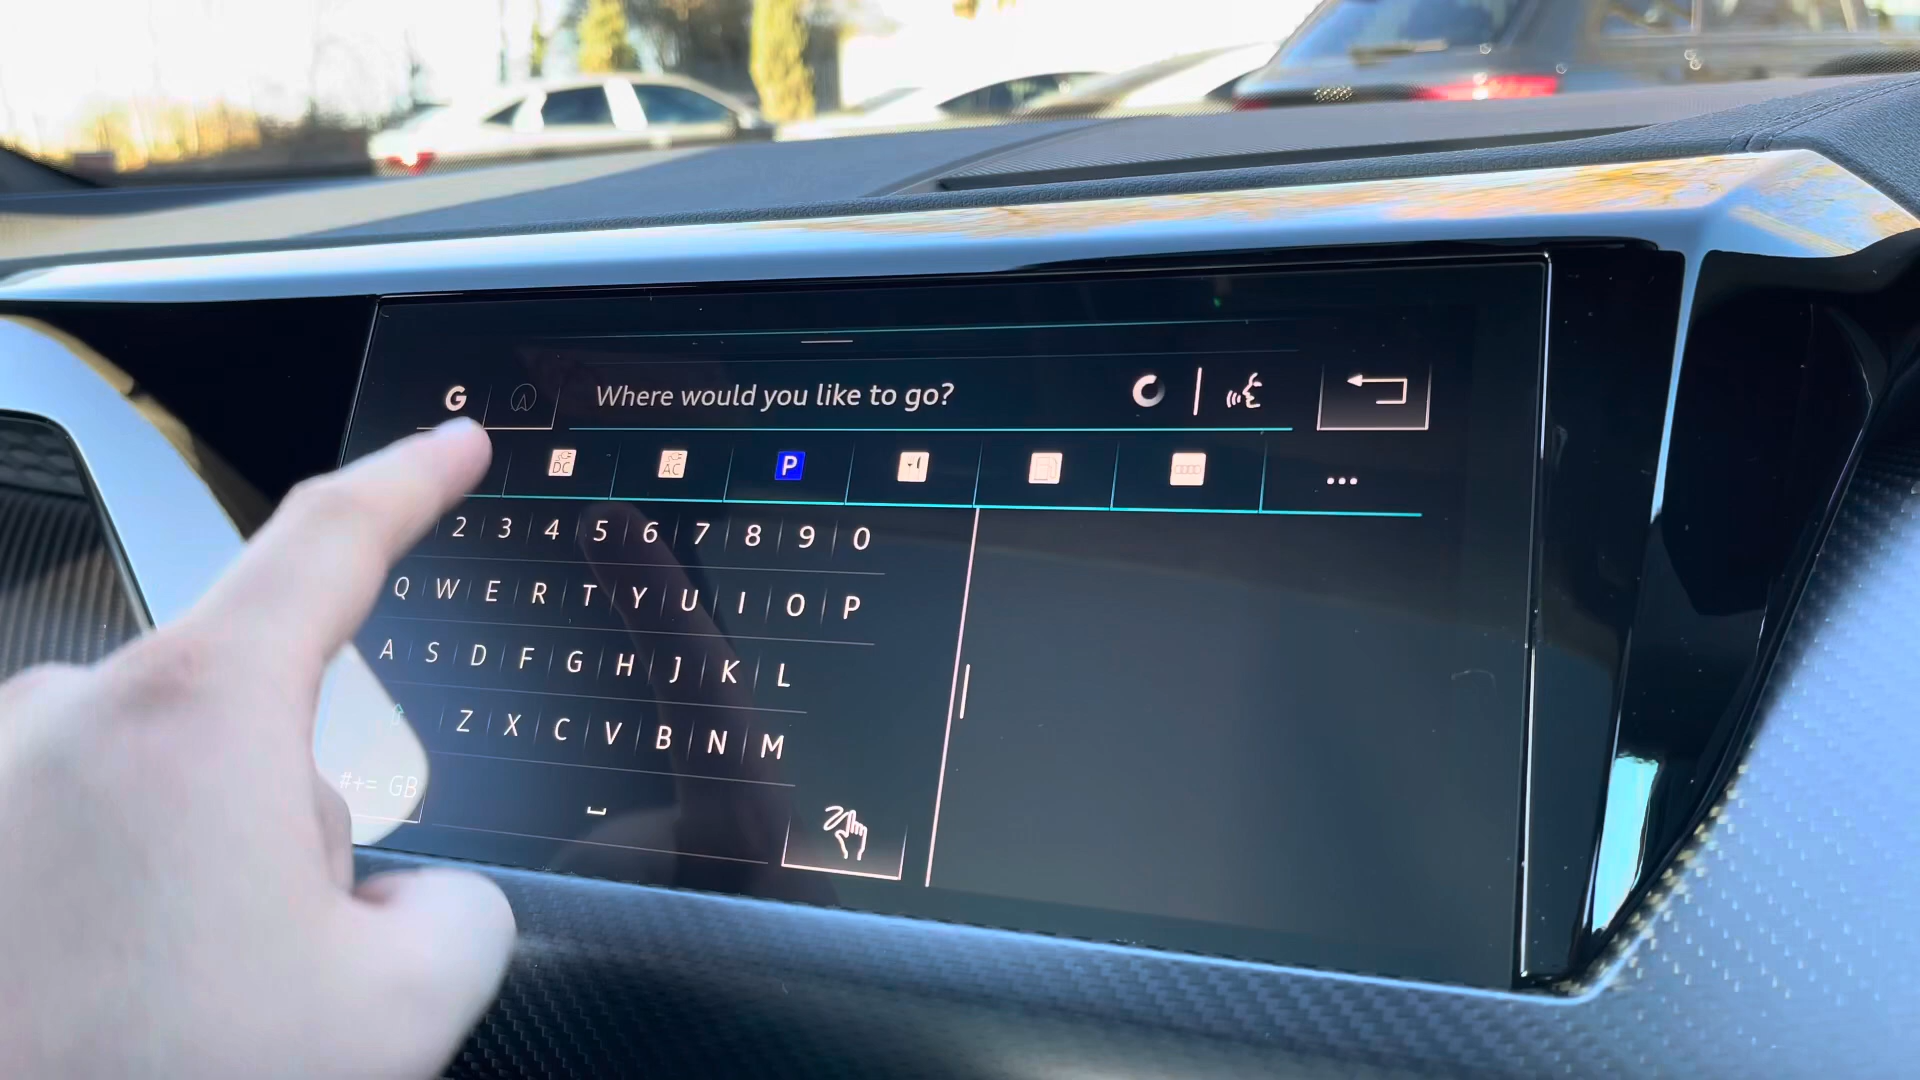 G Where would you like to go?
DC AC P ...
2 3 4 5 6 7 8 9 0
Q W E R T Y U I O P
A S D F G H J K L
Z X C V B N M
#+= GB